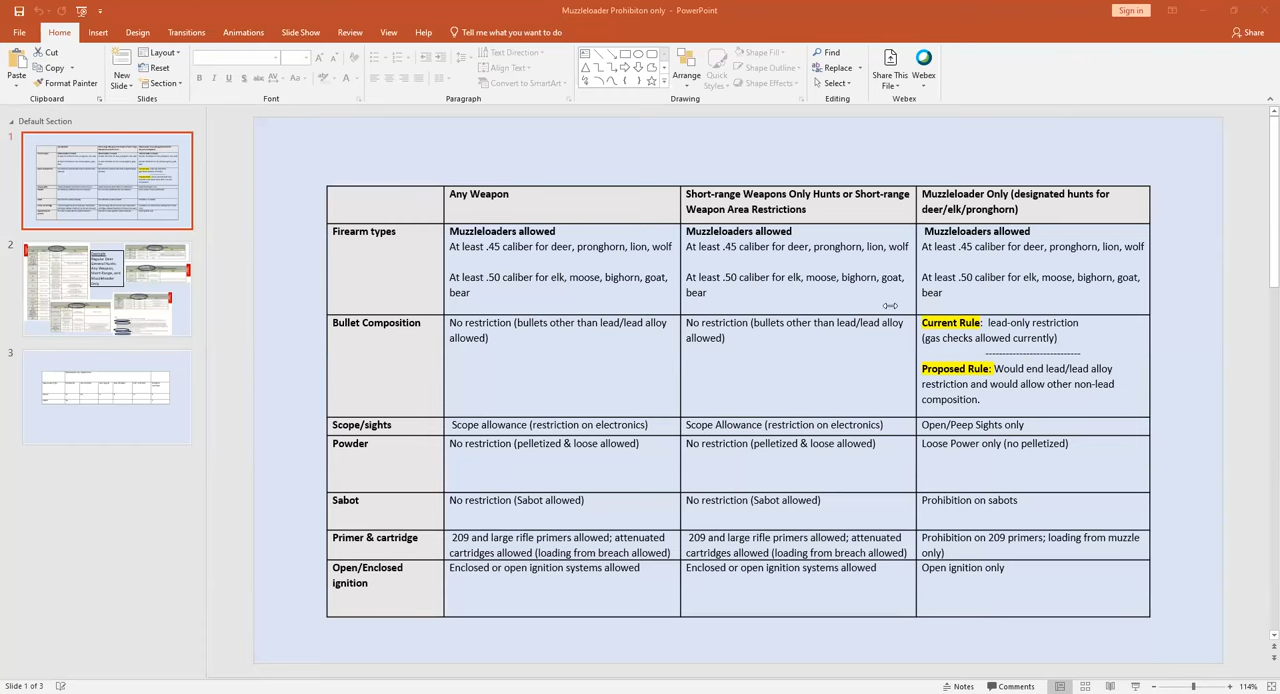 Muzzleloader Prohibiton only - PowerPoint
Sign in
File Home Insert Design Transitions Animations Slide Show Review View Help Tell me what you want to do Share
Paste
Cut
Copy
Format Painter
Clipboard
New
Slide
Layout
Reset
Section
Slides
B I U S abc AV Aa A
Font
Text Direction
Align Text
Convert to SmartArt
Paragraph
Arrange
Quick
Styles
Shape Fill
Shape Outline
Shape Effects
Drawing
Find
Replace
Select
Editing
Share This
File
Webex
Webex
Default Section
1
2
3
Any Weapon
Short-range Weapons Only Hunts or Short-range
Weapon Area Restrictions
Muzzleloader Only (designated hunts for
deer/elk/pronghorn)
Firearm types
Muzzleloaders allowed
At least .45 caliber for deer, pronghorn, lion, wolf
At least .50 caliber for elk, moose, bighorn, goat,
bear
Muzzleloaders allowed
At least .45 caliber for deer, pronghorn, lion, wolf
At least .50 caliber for elk, moose, bighorn, goat,
bear
Muzzleloaders allowed
At least .45 caliber for deer, pronghorn, lion, wolf
At least .50 caliber for elk, moose, bighorn, goat,
bear
Bullet Composition
No restriction (bullets other than lead/lead alloy
allowed)
No restriction (bullets other than lead/lead alloy
allowed)
Current Rule: lead-only restriction
(gas checks allowed currently)
----------------------------
Proposed Rule: Would end lead/lead alloy
restriction and would allow other non-lead
composition.
Scope/sights
Scope allowance (restriction on electronics)
Scope Allowance (restriction on electronics)
Open/Peep Sights only
Powder
No restriction (pelletized & loose allowed)
No restriction (pelletized & loose allowed)
Loose Power only (no pelletized)
Sabot
No restriction (Sabot allowed)
No restriction (Sabot allowed)
Prohibition on sabots
Primer & cartridge
209 and large rifle primers allowed; attenuated
cartridges allowed (loading from breach allowed)
209 and large rifle primers allowed; attenuated
cartridges allowed (loading from breach allowed)
Prohibition on 209 primers; loading from muzzle
only)
Open/Enclosed
ignition
Enclosed or open ignition systems allowed
Enclosed or open ignition systems allowed
Open ignition only
Slide 1 of 3
Notes
Comments
114%